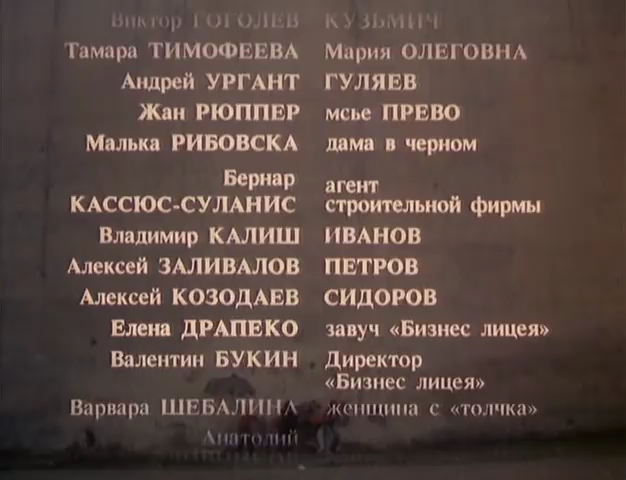 Виктор ГОГОЛЕВ КУЗЬМИЧ
Тамара ТИМОФЕЕВА Мария ОЛЕГОВНА
Андрей УРГАНТ ГУЛЯЕВ
Жан РЮППЕР мсье ПРЕВО
Малька РИБОВСКА дама в черном
Бернар
КАССЮС-СУЛАНИС
агент
строительной фирмы
Владимир КАЛИШ ИВАНОВ
Алексей ЗАЛИВАЛОВ ПЕТРОВ
Алексей КОЗОДАЕВ СИДОРОВ
Елена ДРАПЕКО завуч «Бизнес лицея»
Валентин БУКИН Директор
«Бизнес лицея»
Варвара ШЕБАЛИНА женщина с «толчка»
Анатолий